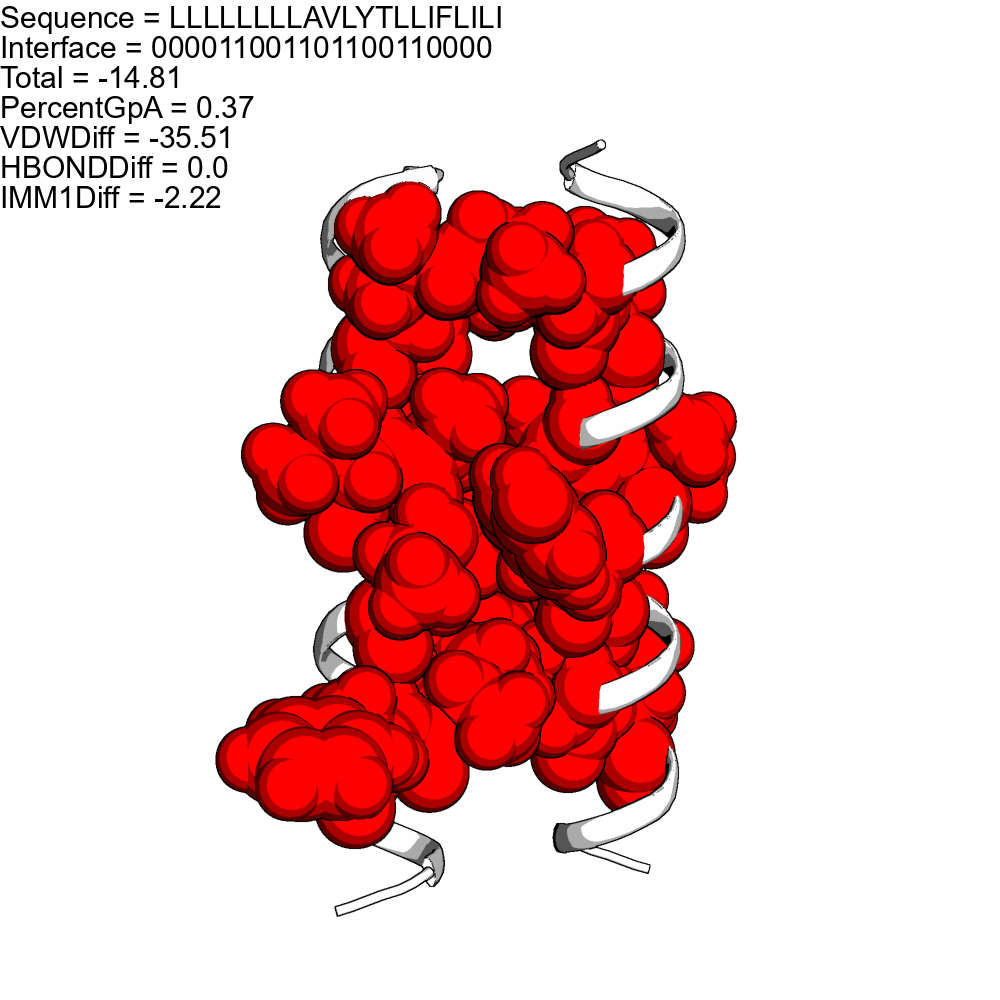 Sequence = LLLLLLLLAVLYTLLIFLILI
Interface = 000011001101100110000
Total = -14.81
PercentGpA = 0.37
VDWDiff = -35.51
HBONDDiff = 0.0
IMM1Diff = -2.22